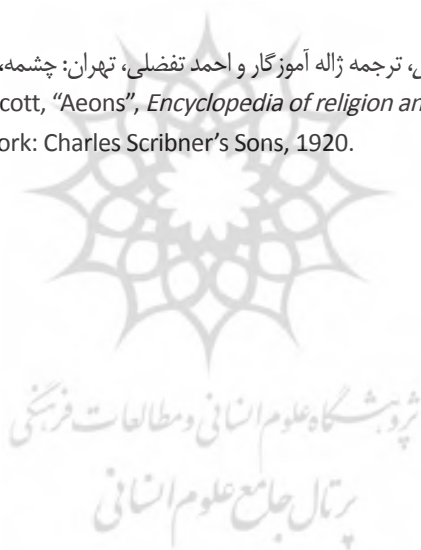 ی، ترجمه ژاله آموزگار و احمد تفضلی، تهران: چشمه،
cott, “Aeons”, Encyclopedia of religion an
ork: Charles Scribner’s Sons, 1920.
پژوهشگاه علوم انسانی و مطالعات فرهنگی
پرتال جامع علوم انسانی